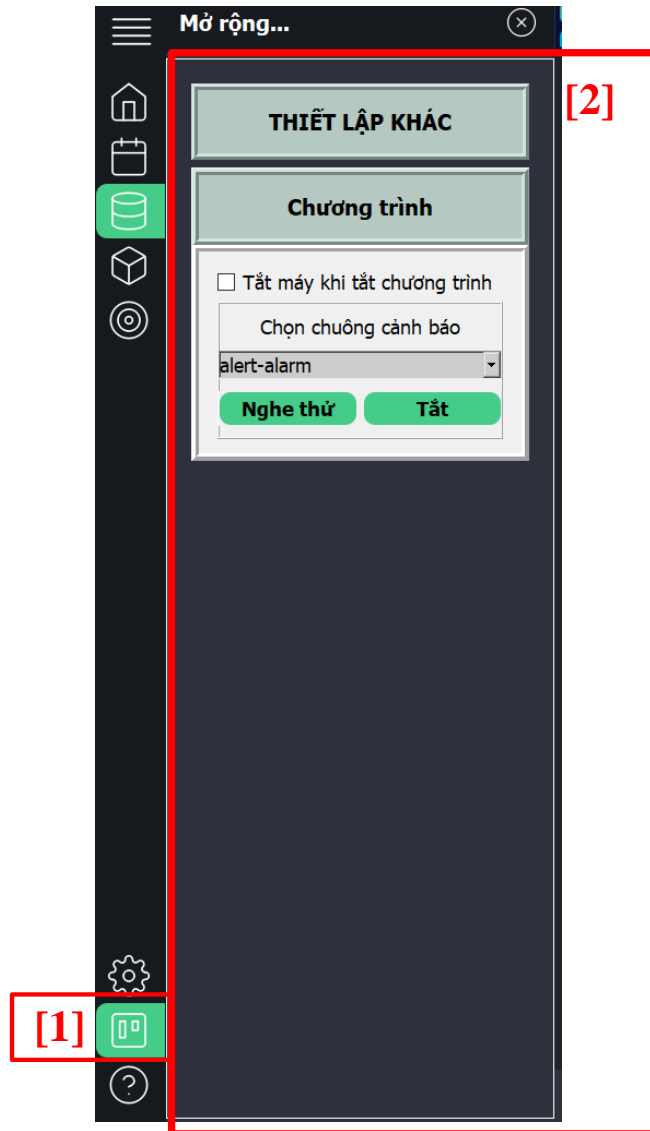 Mở rộng...
[2]
THIẾT LẬP KHÁC
Chương trình
Tắt máy khi tắt chương trình
Chọn chuông cảnh báo
alert-alarm
Nghe thử
Tắt
[1]